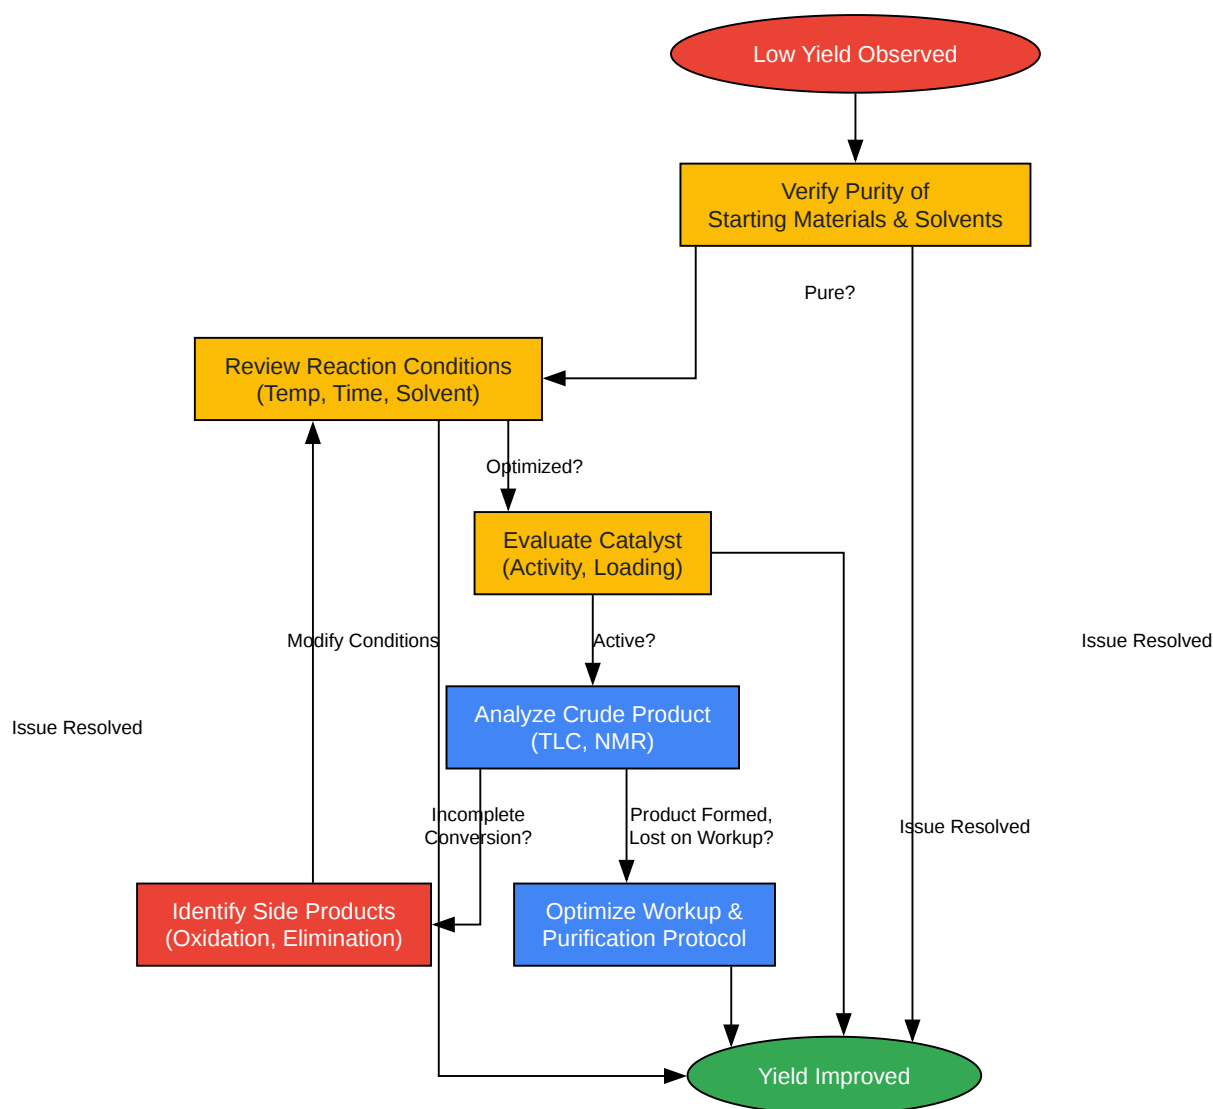 Low Yield Observed
Verify Purity of
Starting Materials & Solvents
Pure?
Review Reaction Conditions
(Temp, Time, Solvent)
Optimized?
Evaluate Catalyst
(Activity, Loading)
Modify Conditions
Active?
Issue Resolved
Analyze Crude Product
(TLC, NMR)
Issue Resolved
Incomplete
Conversion?
Product Formed,
Lost on Workup?
Issue Resolved
Identify Side Products
(Oxidation, Elimination)
Optimize Workup &
Purification Protocol
Yield Improved